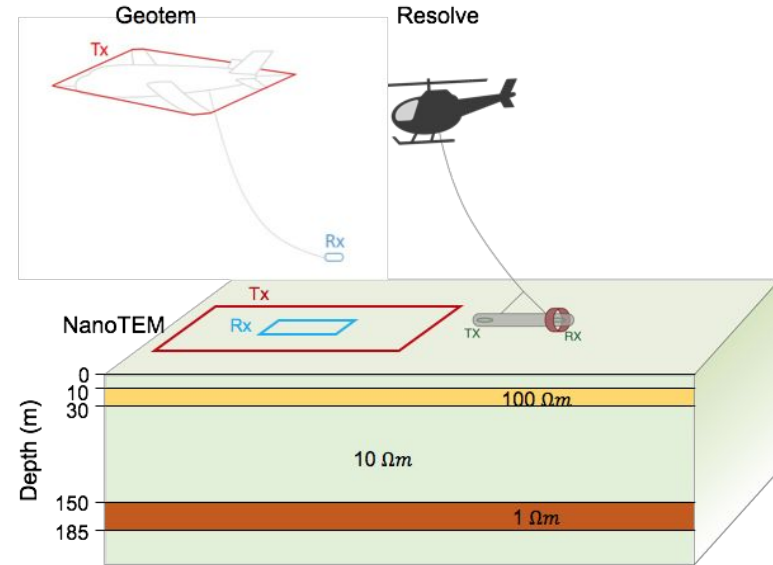 Geotem
Resolve
Tx
Rx
Tx
NanoTEM
Rx
TX
RX
0
10
100 Ωm
30
Depth (m)
10 Ωm
150
1 Ωm
185